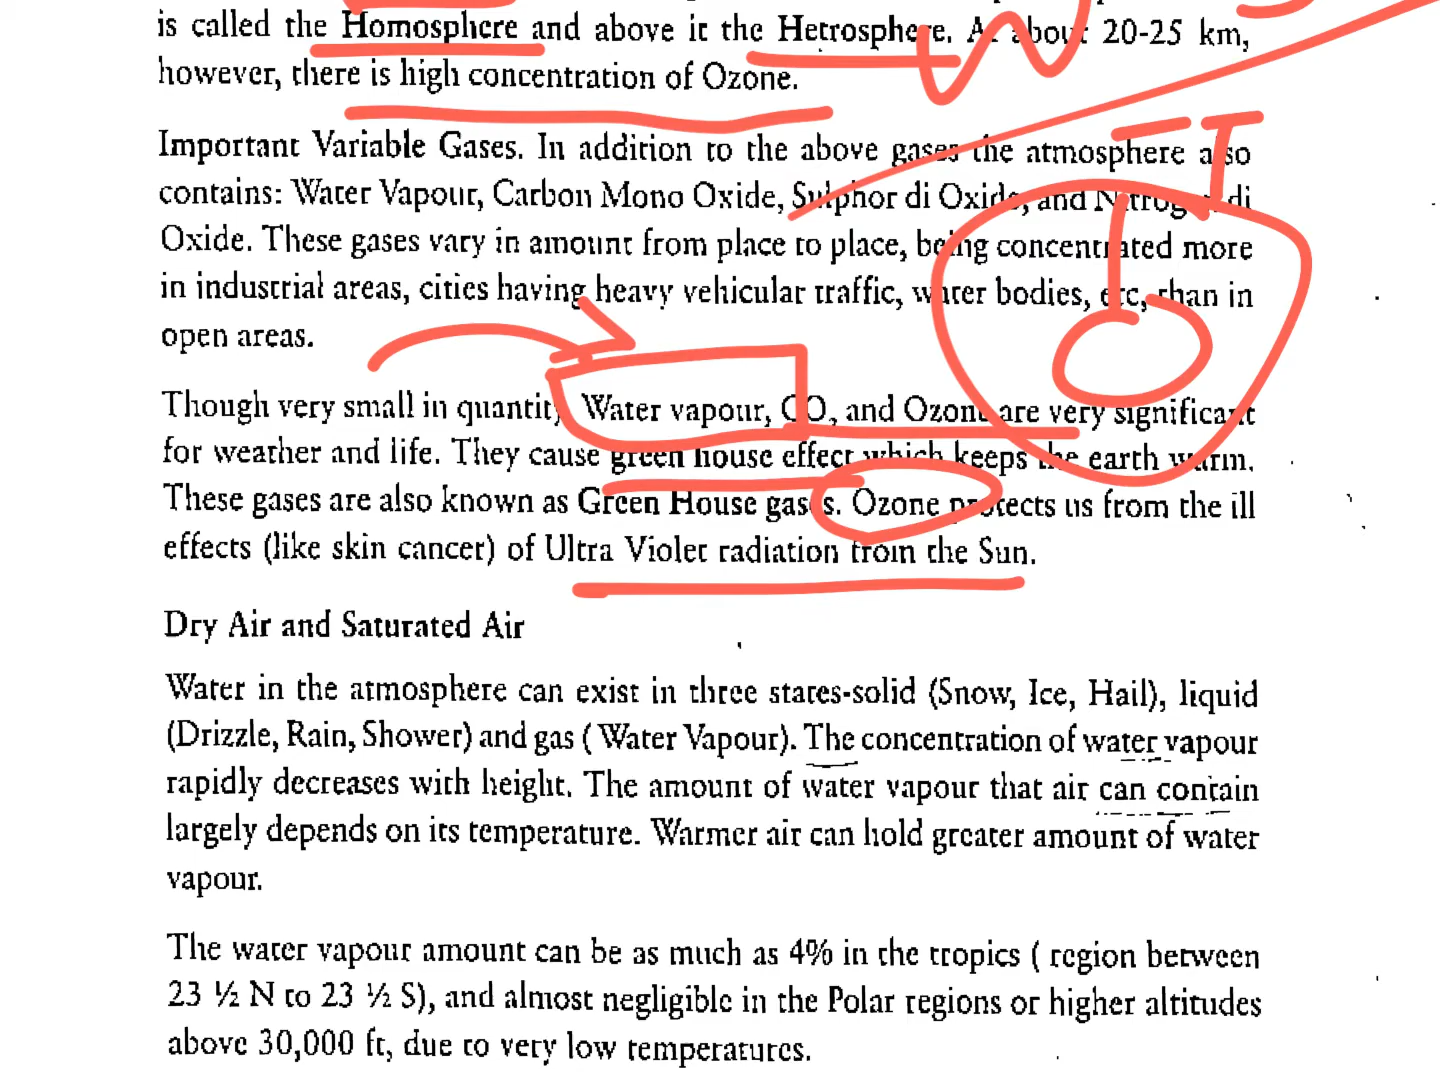 is called the Homosphere and above it the Hetrosphere. At about 20-25 km,
however, there is high concentration of Ozone.
Important Variable Gases. In addition to the above gases the atmosphere also
contains: Water Vapour, Carbon Mono Oxide, Sulphor di Oxide, and Nitrogen di
Oxide. These gases vary in amount from place to place, being concentrated more
in industrial areas, cities having heavy vehicular traffic, water bodies, etc, than in
open areas.
Though very small in quantity Water vapour, CO, and Ozone are very significant
for weather and life. They cause green house effect which keeps the earth warm.
These gases are also known as Green House gases. Ozone protects us from the ill
effects (like skin cancer) of Ultra Violet radiation from the Sun.
Dry Air and Saturated Air
Water in the atmosphere can exist in three states-solid (Snow, Ice, Hail), liquid
(Drizzle, Rain, Shower) and gas ( Water Vapour). The concentration of water vapour
rapidly decreases with height. The amount of water vapour that air can contain
largely depends on its temperature. Warmer air can hold greater amount of water
vapour.
The water vapour amount can be as much as 4% in the tropics ( region between
23 ½ N to 23 ½ S), and almost negligible in the Polar regions or higher altitudes
above 30,000 ft, due to very low temperatures.